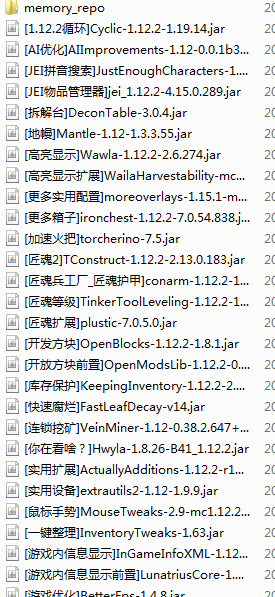 memory_repo
[1.12.2循环]Cyclic-1.12.2-1.19.14.jar
[AI优化]AIImprovements-1.12-0.0.1b3...
[JEI拼音搜索]JustEnoughCharacters-1....
[JEI物品管理器]jei_1.12.2-4.15.0.289.jar
[拆解台]DeconTable-3.0.4.jar
[地幔]Mantle-1.12-1.3.3.55.jar
[高亮显示]Wawla-1.12.2-2.6.274.jar
[高亮显示扩展]WailaHarvestability-mc...
[更多实用配置]moreoverlays-1.15.1-m...
[更多箱子]ironchest-1.12.2-7.0.54.838.j...
[加速火把]torcherino-7.5.jar
[匠魂2]TConstruct-1.12.2-2.13.0.183.jar
[匠魂兵工厂_匠魂护甲]conarm-1.12.2-1...
[匠魂等级]TinkerToolLeveling-1.12.2-1...
[匠魂扩展]plustic-7.0.5.0.jar
[开发方块]OpenBlocks-1.12.2-1.8.1.jar
[开放方块前置]OpenModsLib-1.12.2-0....
[库存保护]KeepingInventory-1.12.2-2....
[快速腐烂]FastLeafDecay-v14.jar
[连锁挖矿]VeinMiner-1.12-0.38.2.647+...
[你在看啥？]Hwyla-1.8.26-B41_1.12.2.jar
[实用扩展]ActuallyAdditions-1.12.2-r1...
[实用设备]extrautils2-1.12-1.9.9.jar
[鼠标手势]MouseTweaks-2.9-mc1.12.2...
[一键整理]InventoryTweaks-1.63.jar
[游戏内信息显示]InGameInfoXML-1.12...
[游戏内信息显示前置]LunatriusCore-1....
[游戏优化]BetterFps-1.4.8.jar